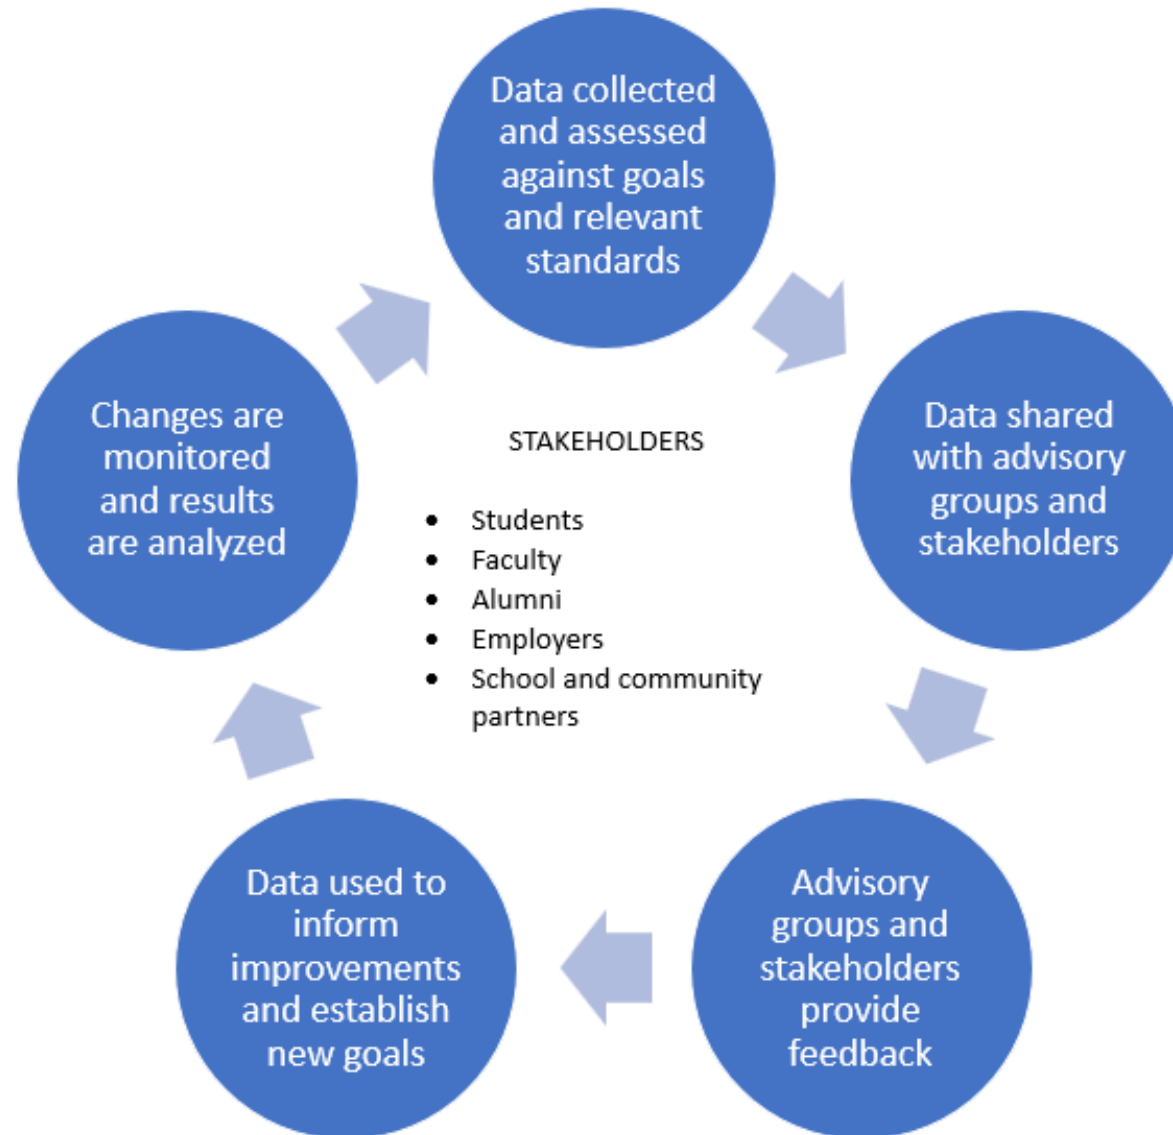 Data collected
and assessed
against goals
and relevant
standards
Data shared
with advisory
groups and
stakeholders
Advisory
groups and
stakeholders
provide
feedback
Data used to
inform
improvements
and establish
new goals
Changes are
monitored
and results
are analyzed
STAKEHOLDERS
• Students
• Faculty
• Alumni
• Employers
• School and community
partners